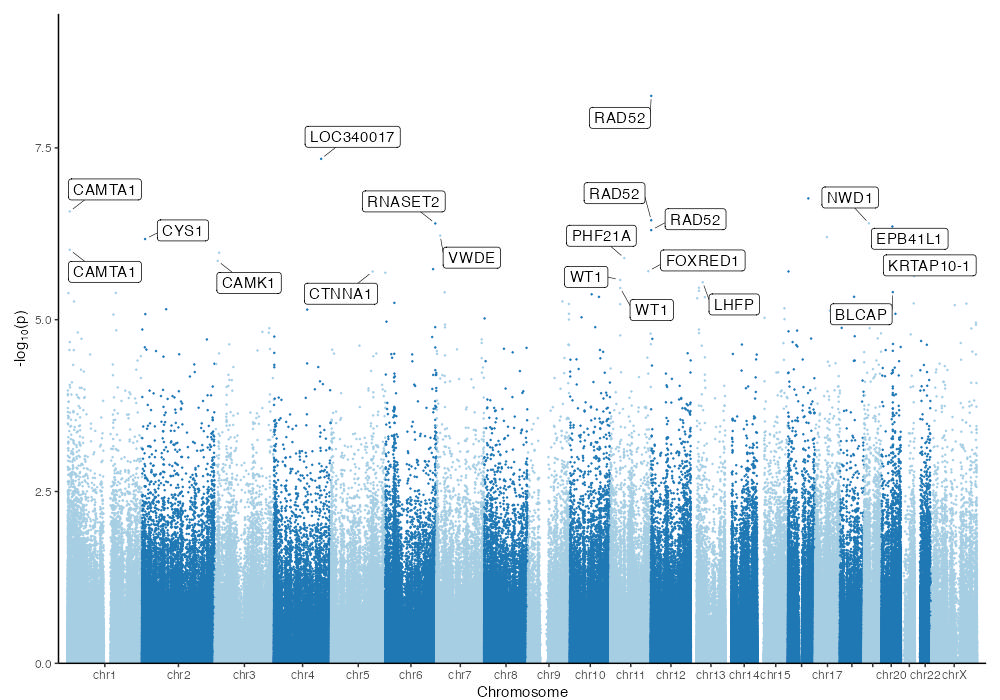 RAD52
LOC340017
7.5
CAMTA1
RNASET2
RAD52
NWD1
CYS1
RAD52
PHF21A
EPB41L1
VWDE
FOXRED1
KRTAP10-1
CAMTA1
CAMK1
WT1
CTNNA1
WT1
LHFP
BLCAP
5.0
-log10(p)
2.5
0.0
chr1 chr2 chr3 chr4 chr5 chr6 chr7 chr8 chr9 chr10 chr11 chr12 chr13 chr14 chr15 chr17 chr20 chr22 chrX
Chromosome